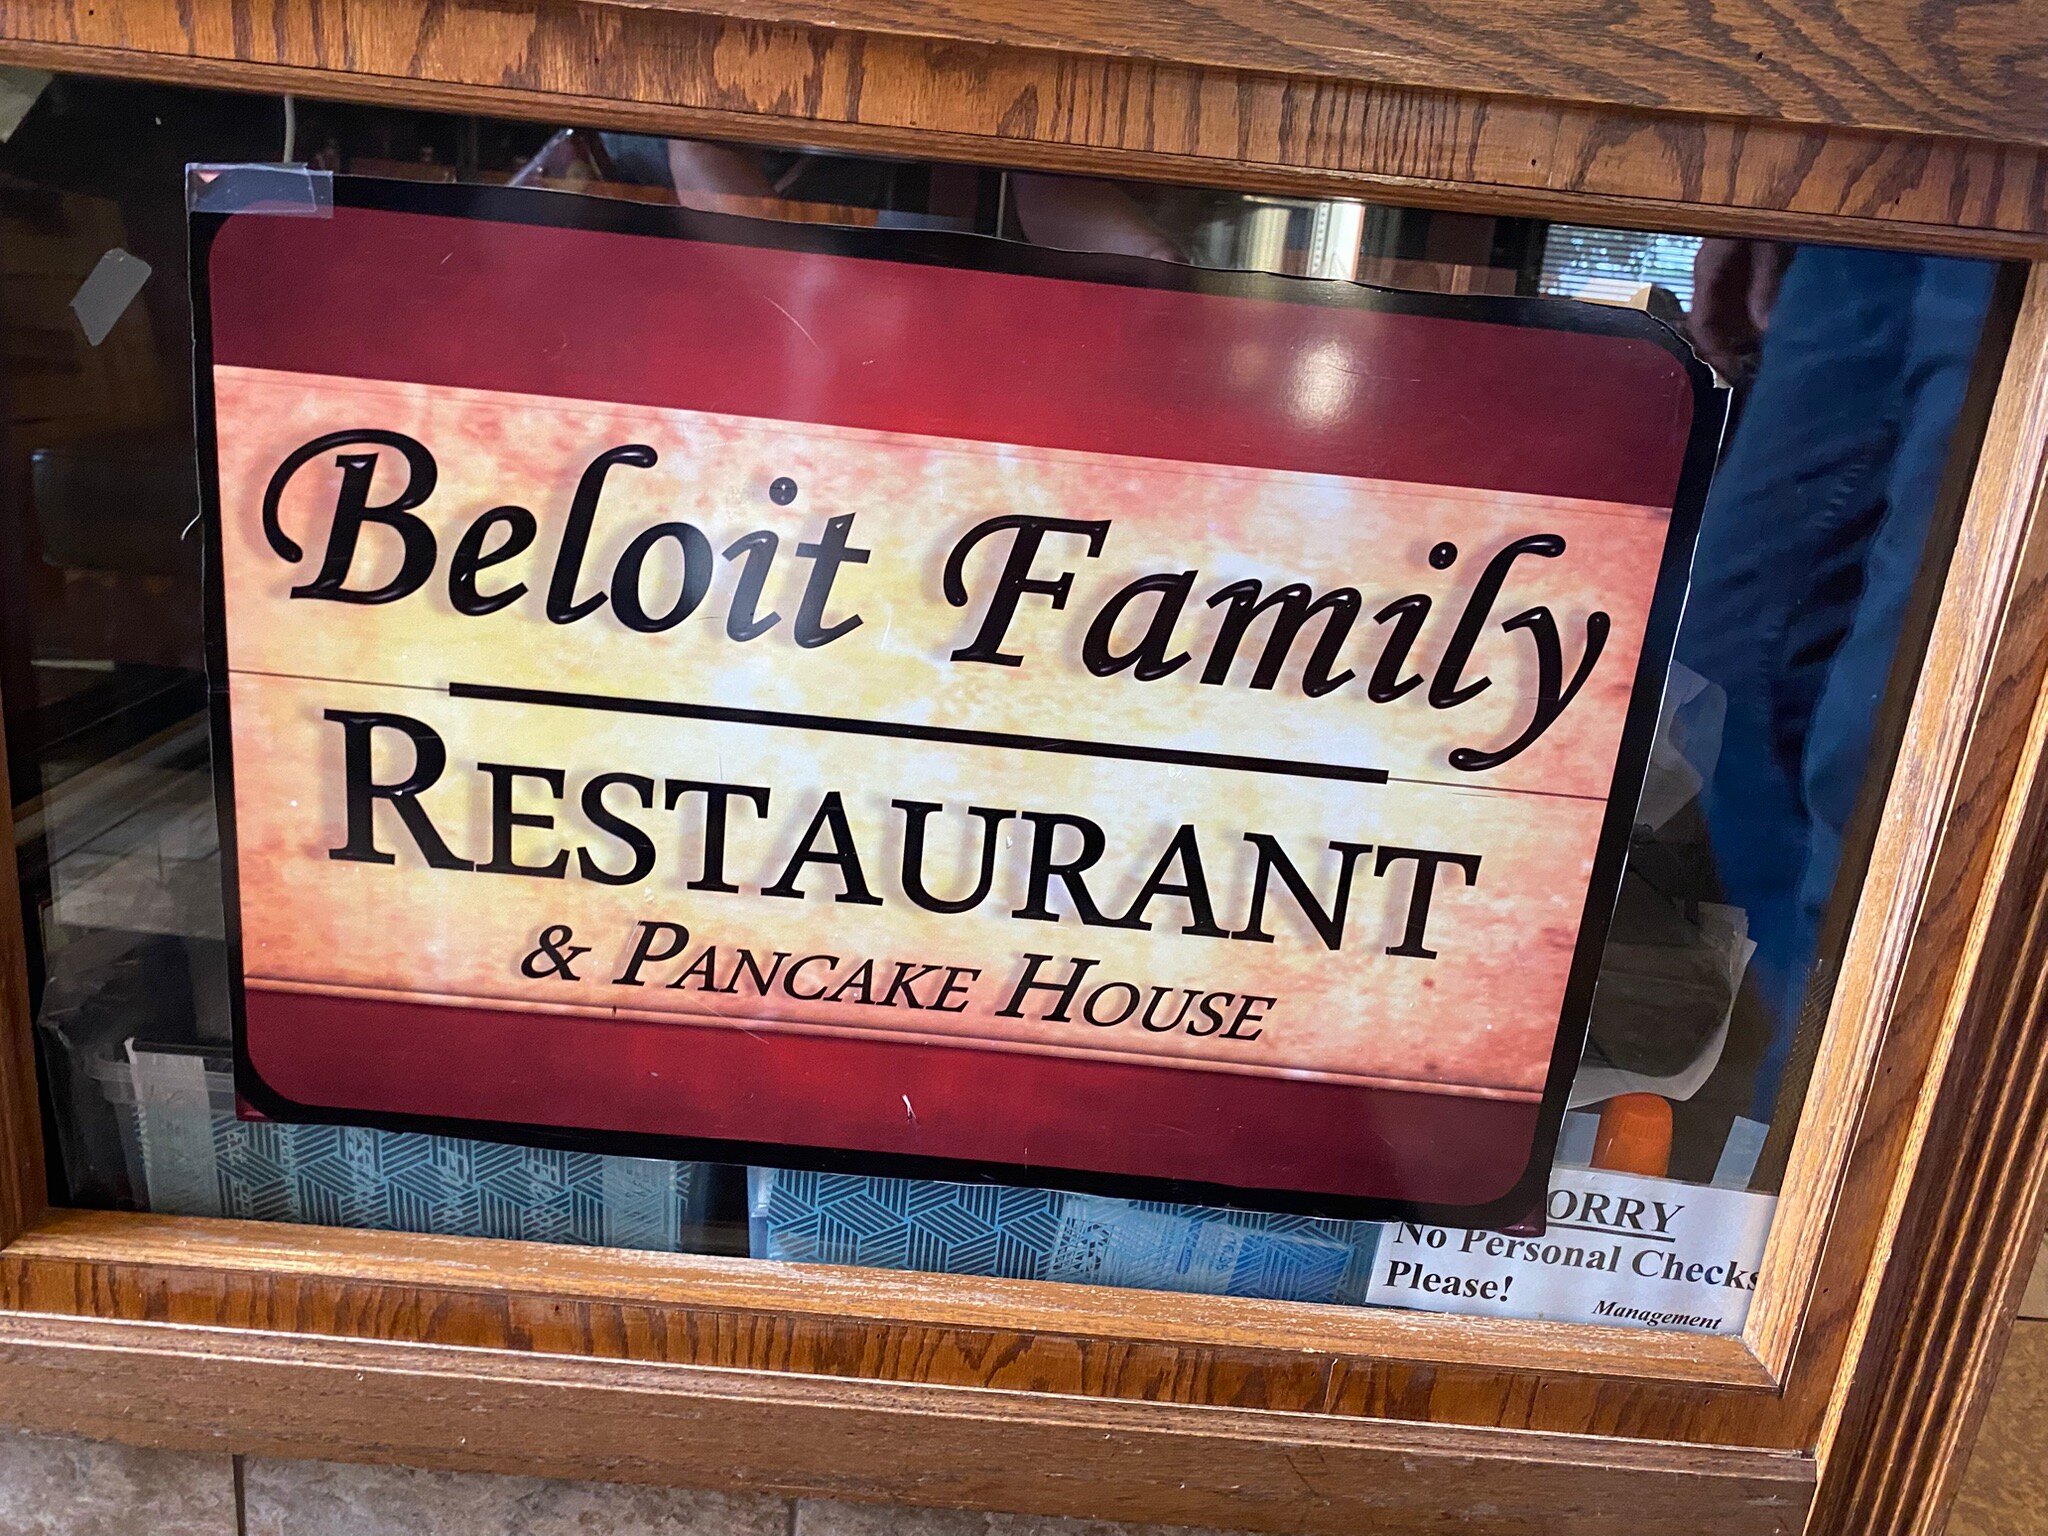 Beloit Family
RESTAURANT
& PANCAKE HOUSE
ORRY
No Personal Checks
Please!
Management